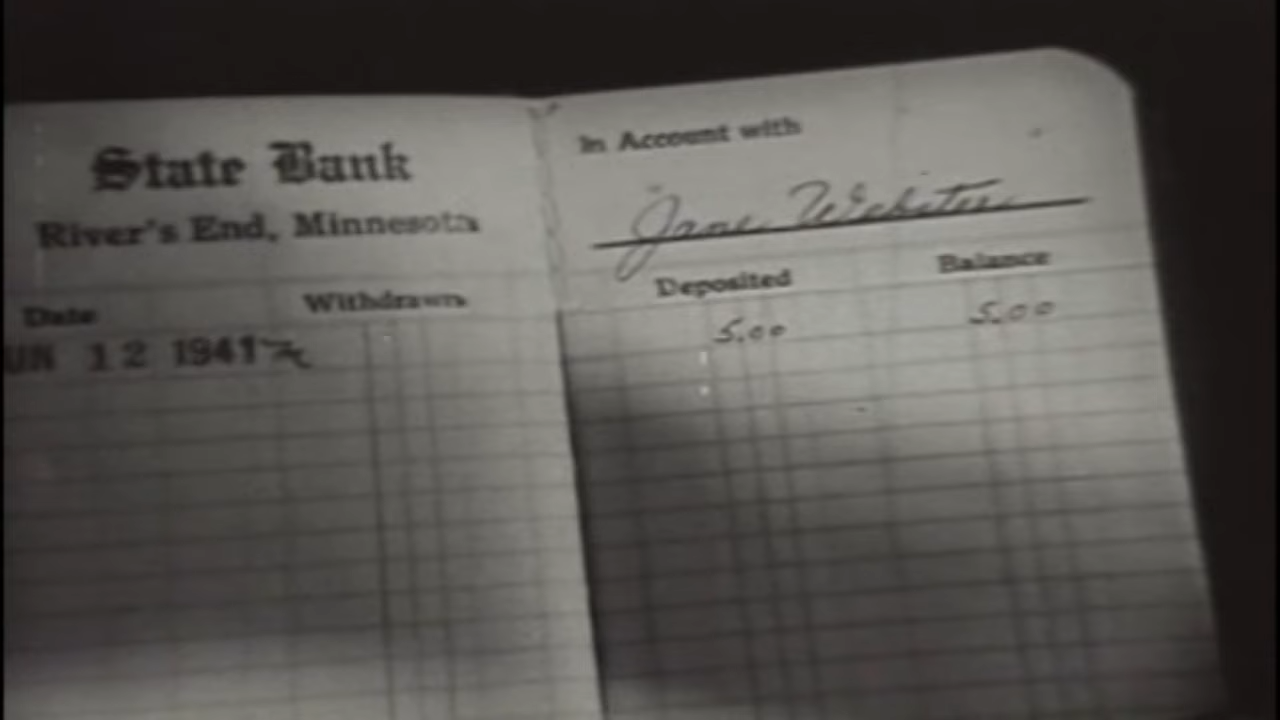 State Bank
River's End, Minnesota
Date Withdrawn
UN 12 1941
In Account with
Jane Webster
Deposited Balance
5.00 5.00